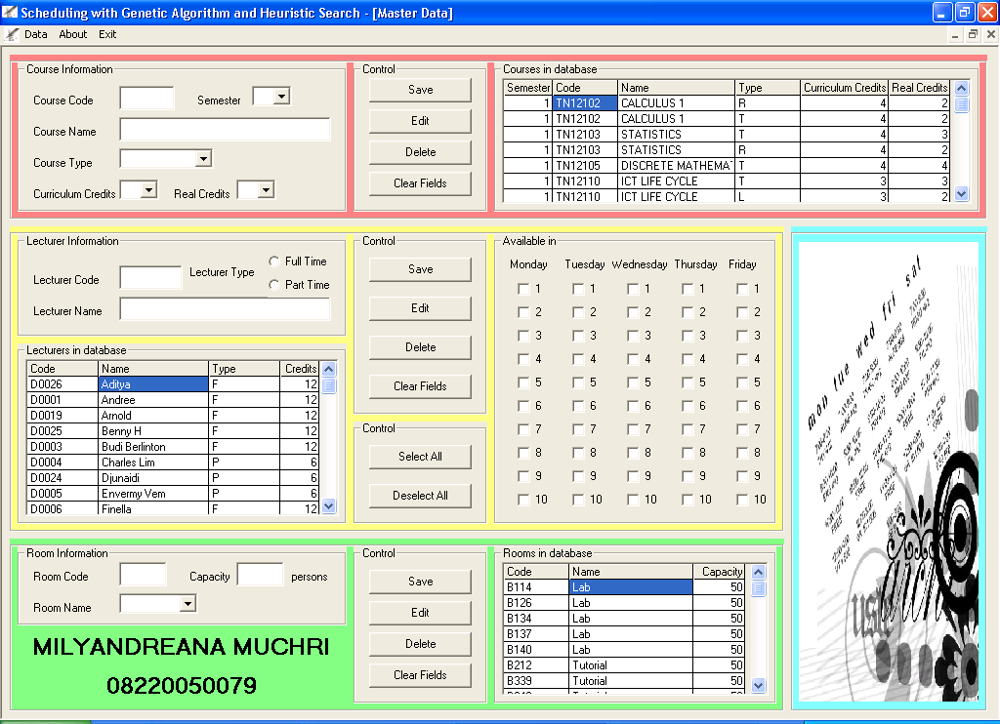 Scheduling with Genetic Algorithm and Heuristic Search - [Master Data]
Data About Exit
Course Information
Course Code Semester
Course Name
Course Type
Curriculum Credits Real Credits
Control
Save
Edit
Delete
Clear Fields
Courses in database
Semester Code Name Type Curriculum Credits Real Credits
1 TN12102 CALCULUS 1 R 4 2
1 TN12102 CALCULUS 1 T 4 2
1 TN12103 STATISTICS T 4 3
1 TN12103 STATISTICS R 4 2
1 TN12105 DISCRETE MATHEMA T 4 4
1 TN12110 ICT LIFE CYCLE T 3 3
1 TN12110 ICT LIFE CYCLE L 3 2
Lecturer Information
Lecturer Code Lecturer Type Full Time
Part Time
Lecturer Name
Lecturers in database
Code Name Type Credits
D0026 Aditya F 12
D0001 Andree F 12
D0019 Arnold F 12
D0025 Benny H F 12
D0003 Budi Berlinton F 12
D0004 Charles Lim P 6
D0024 Djunaidi P 6
D0005 Envermy Vem P 6
D0006 Finella F 12
Control
Save
Edit
Delete
Clear Fields
Control
Select All
Deselect All
Available in
Monday Tuesday Wednesday Thursday Friday
1 1 1 1 1
2 2 2 2 2
3 3 3 3 3
4 4 4 4 4
5 5 5 5 5
6 6 6 6 6
7 7 7 7 7
8 8 8 8 8
9 9 9 9 9
10 10 10 10 10
mon tue wed fri sat
Room Information
Room Code Capacity persons
Room Name
MILYANDREANA MUCHRI
08220050079
Control
Save
Edit
Delete
Clear Fields
Rooms in database
Code Name Capacity
B114 Lab 50
B126 Lab 50
B134 Lab 50
B137 Lab 50
B140 Lab 50
B212 Tutorial 50
B339 Tutorial 50